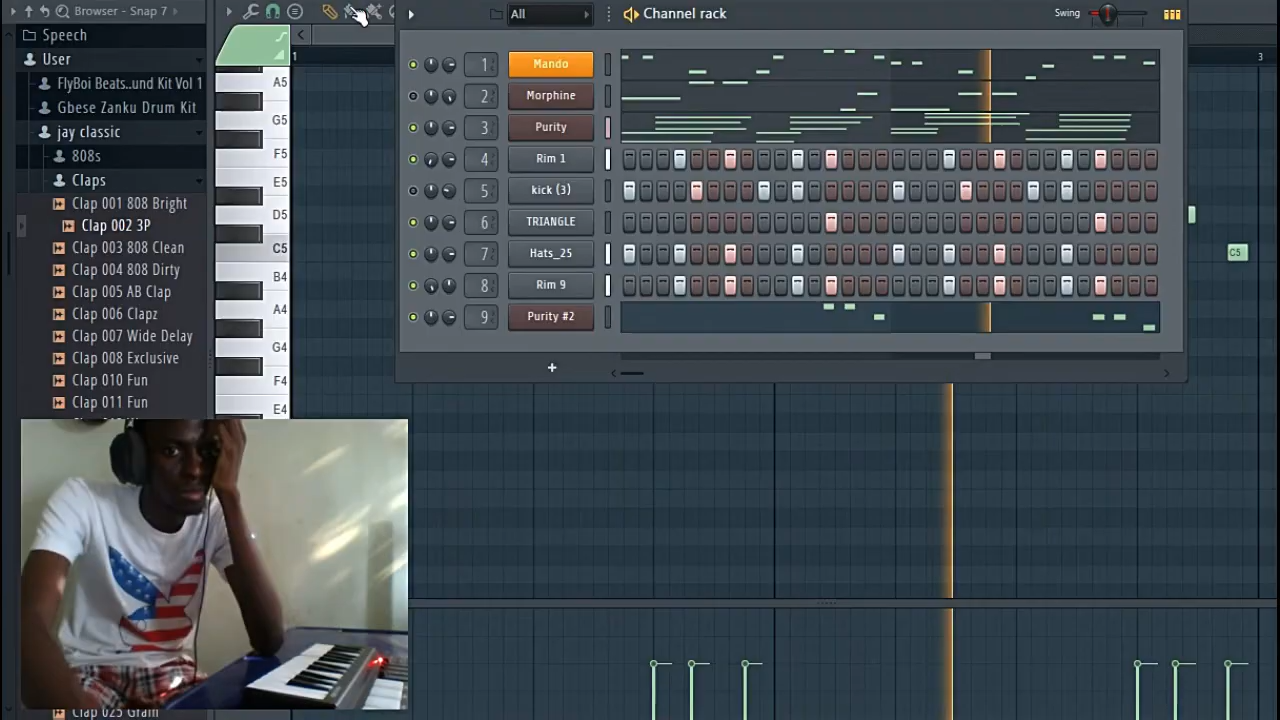 Browser - Snap 7
Speech
User
FlyBoi Beats..und Kit Vol 1
Gbese Zanku Drum Kit
jay classic
808s
Claps
Clap 001 808 Bright
Clap 002 3P
Clap 003 808 Clean
Clap 004 808 Dirty
Clap 005 AB Clap
Clap 006 Clapz
Clap 007 Wide Delay
Clap 008 Exclusive
Clap 010 Fun
Clap 011 Fun
Clap 025 Grain
A5
G5
F5
E5
D5
C5
B4
A4
G4
F4
E4
1
3
C5
All
Channel rack
Swing
1 Mando
2 Morphine
3 Purity
4 Rim 1
5 kick (3)
6 TRIANGLE
7 Hats_25
8 Rim 9
9 Purity #2
+